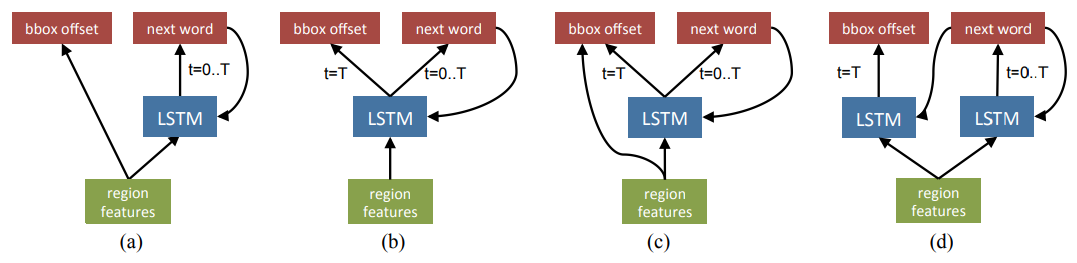 bbox offset next word
t=0..T
LSTM
region
features
(a)
bbox offset next word
t=T t=0..T
LSTM
region
features
(b)
bbox offset next word
t=T t=0..T
LSTM
region
features
(c)
bbox offset next word
t=T t=0..T
LSTM LSTM
region
features
(d)